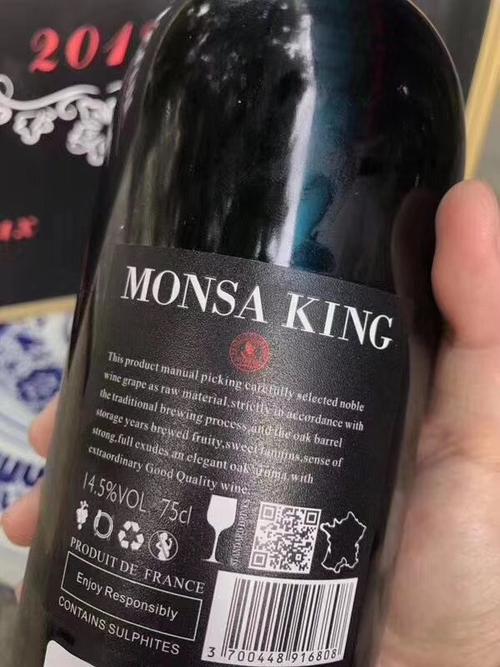 201
ux
MONSA KING
This product manual picking carefully selected noble
wine grape as raw material,strictly in accordance with
the traditional brewing process,and the oak barrel
storage years brewed fruity,sweet tannins,sense of
strong,full exudes an elegant oak aroma,with
extraordinary Good Quality wine.
14.5%VOL 75cl
PRODUIT DE FRANCE
Enjoy Responsibly
CONTAINS SULPHITES
3 700448 916808